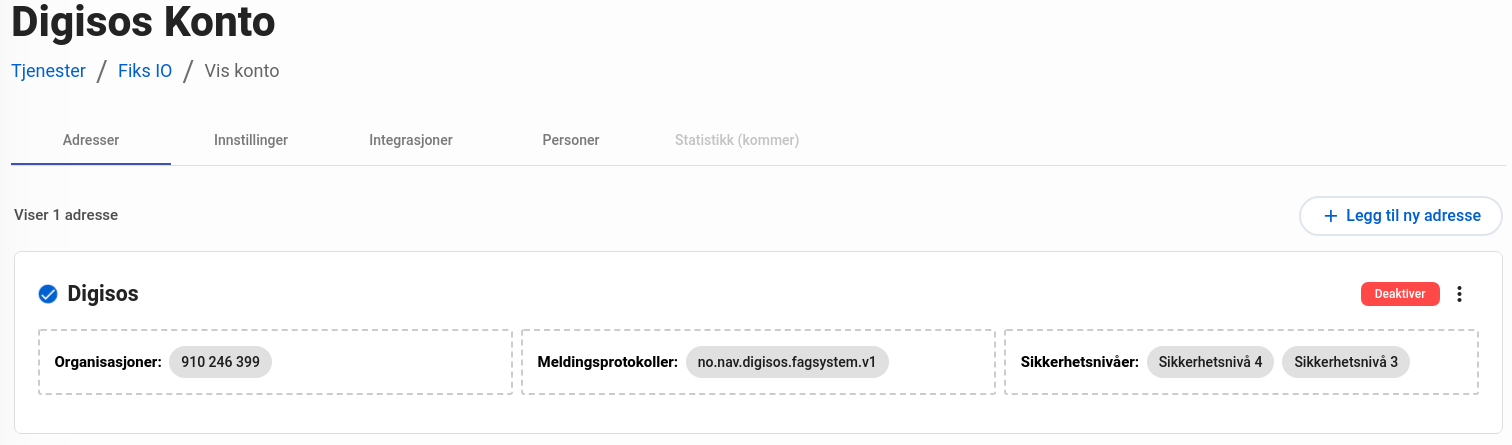 Digisos Konto
Tjenester / Fiks IO / Vis konto
Adresser Innstillinger Integrasjoner Personer Statistikk (kommer)
Viser 1 adresse + Legg til ny adresse
Digisos Deaktiver
Organisasjoner: 910 246 399 Meldingsprotokoller: no.nav.digisos.fagsystem.v1 Sikkerhetsnivåer: Sikkerhetsnivå 4 Sikkerhetsnivå 3